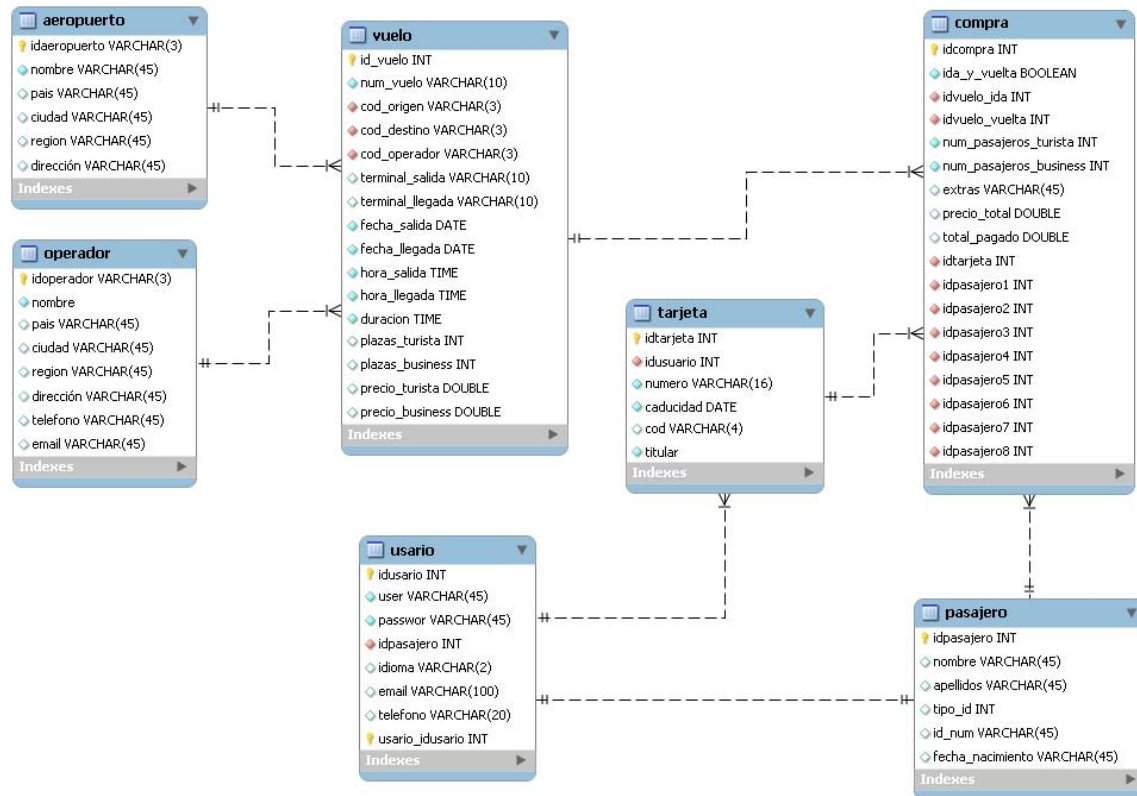 aeropuerto
idaeropuerto VARCHAR(3)
nombre VARCHAR(45)
pais VARCHAR(45)
ciudad VARCHAR(45)
region VARCHAR(45)
dirección VARCHAR(45)
Indexes
operador
idoperador VARCHAR(3)
nombre
pais VARCHAR(45)
ciudad VARCHAR(45)
region VARCHAR(45)
dirección VARCHAR(45)
telefono VARCHAR(45)
email VARCHAR(45)
Indexes
vuelo
id_vuelo INT
num_vuelo VARCHAR(10)
cod_origen VARCHAR(3)
cod_destino VARCHAR(3)
cod_operador VARCHAR(3)
terminal_salida VARCHAR(10)
terminal_llegada VARCHAR(10)
fecha_salida DATE
fecha_llegada DATE
hora_salida TIME
hora_llegada TIME
duracion TIME
plazas_turista INT
plazas_business INT
precio_turista DOUBLE
precio_business DOUBLE
Indexes
compra
idcompra INT
ida_y_vuelta BOOLEAN
idvuelo_ida INT
idvuelo_vuelta INT
num_pasajeros_turista INT
num_pasajeros_business INT
extras VARCHAR(45)
precio_total DOUBLE
total_pagado DOUBLE
idtarjeta INT
idpasajero1 INT
idpasajero2 INT
idpasajero3 INT
idpasajero4 INT
idpasajero5 INT
idpasajero6 INT
idpasajero7 INT
idpasajero8 INT
Indexes
tarjeta
idtarjeta INT
idusuario INT
numero VARCHAR(16)
caducidad DATE
cod VARCHAR(4)
titular
Indexes
usario
idusario INT
user VARCHAR(45)
passwor VARCHAR(45)
idpasajero INT
idioma VARCHAR(2)
email VARCHAR(100)
telefono VARCHAR(20)
usario_idusario INT
Indexes
pasajero
idpasajero INT
nombre VARCHAR(45)
apellidos VARCHAR(45)
tipo_id INT
id_num VARCHAR(45)
fecha_nacimiento VARCHAR(45)
Indexes